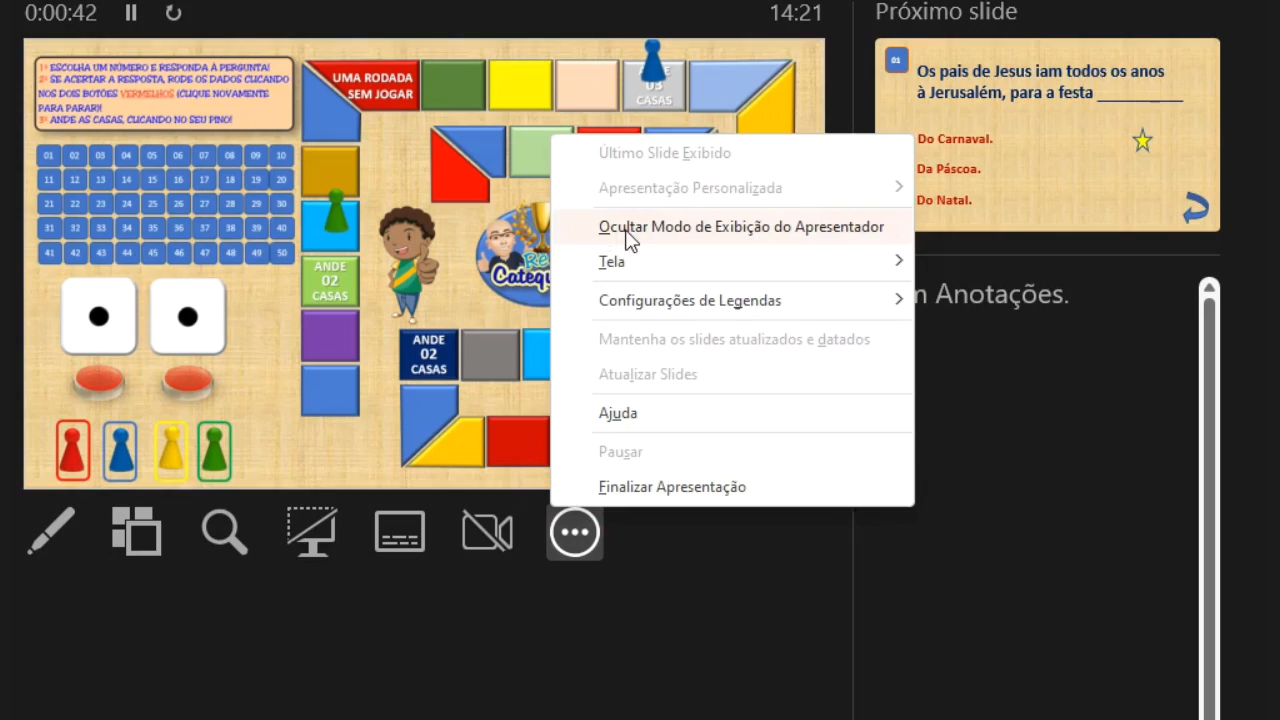 0:00:42
14:21
Próximo slide
1º ESCOLHA UM NÚMERO E RESPONDA À PERGUNTA!
2º SE ACERTAR A RESPOSTA, RODE OS DADOS CLICANDO
NOS DOIS BOTÕES VERMELHOS (CLIQUE NOVAMENTE
PARA PARAR)!
3º ANDE AS CASAS, CLICANDO NO SEU PINO!
01 02 03 04 05 06 07 08 09 10
11 12 13 14 15 16 17 18 19 20
21 22 23 24 25 26 27 28 29 30
31 32 33 34 35 36 37 38 39 40
41 42 43 44 45 46 47 48 49 50
UMA RODADA
SEM JOGAR
03
CASAS
ANDE
02
CASAS
ANDE
02
CASAS
01
Os pais de Jesus iam todos os anos
à Jerusalém, para a festa __________
Do Carnaval.
Da Páscoa.
Do Natal.
Último Slide Exibido
Apresentação Personalizada
Ocultar Modo de Exibição do Apresentador
Tela
Configurações de Legendas
Mantenha os slides atualizados e datados
Atualizar Slides
Ajuda
Pausar
Finalizar Apresentação
Anotações.